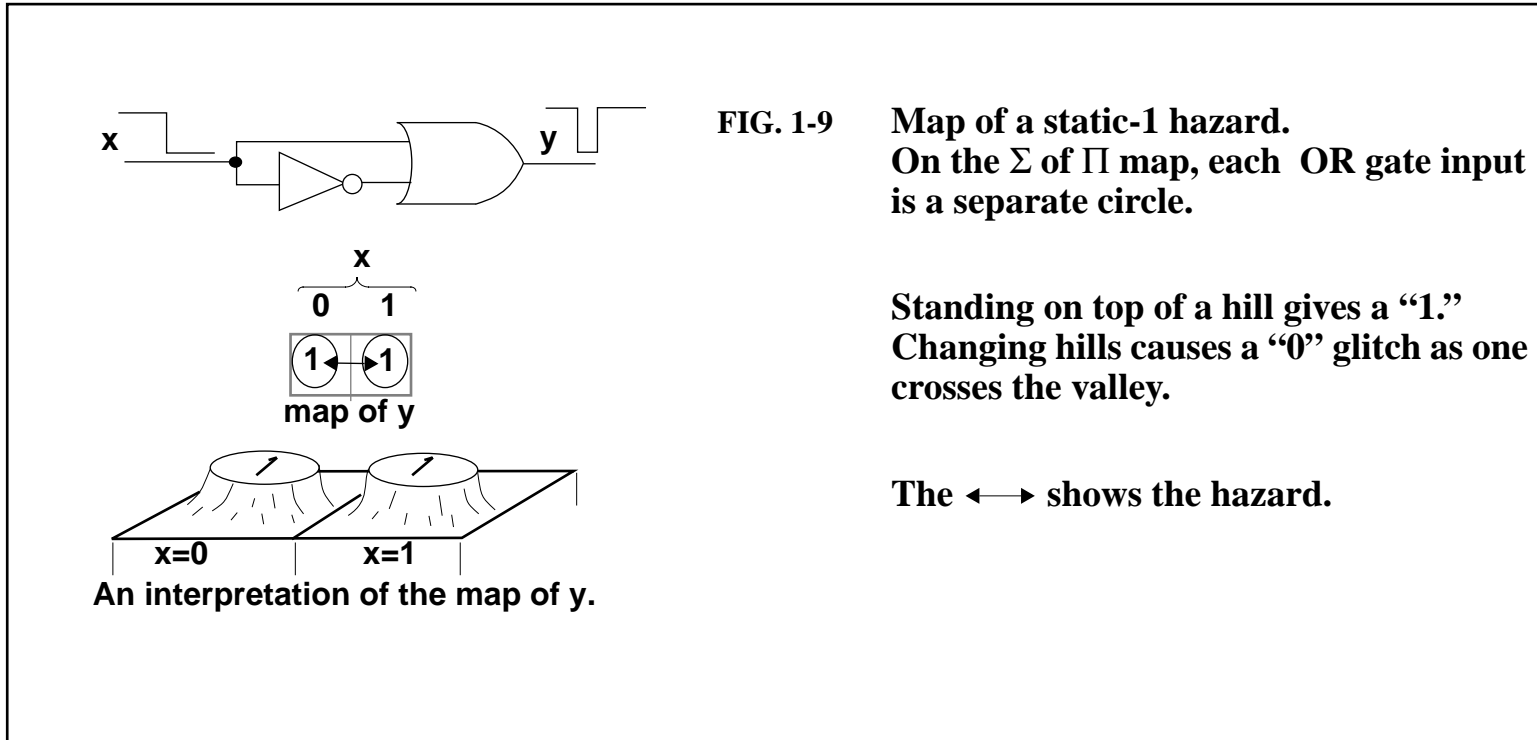 x
y
FIG. 1-9 Map of a static-1 hazard.
On the Σ of Π map, each OR gate input
is a separate circle.
x
0 1
1 1
map of y
Standing on top of a hill gives a “1.”
Changing hills causes a “0” glitch as one
crosses the valley.
1 1
x=0 x=1
An interpretation of the map of y.
The ◄─► shows the hazard.